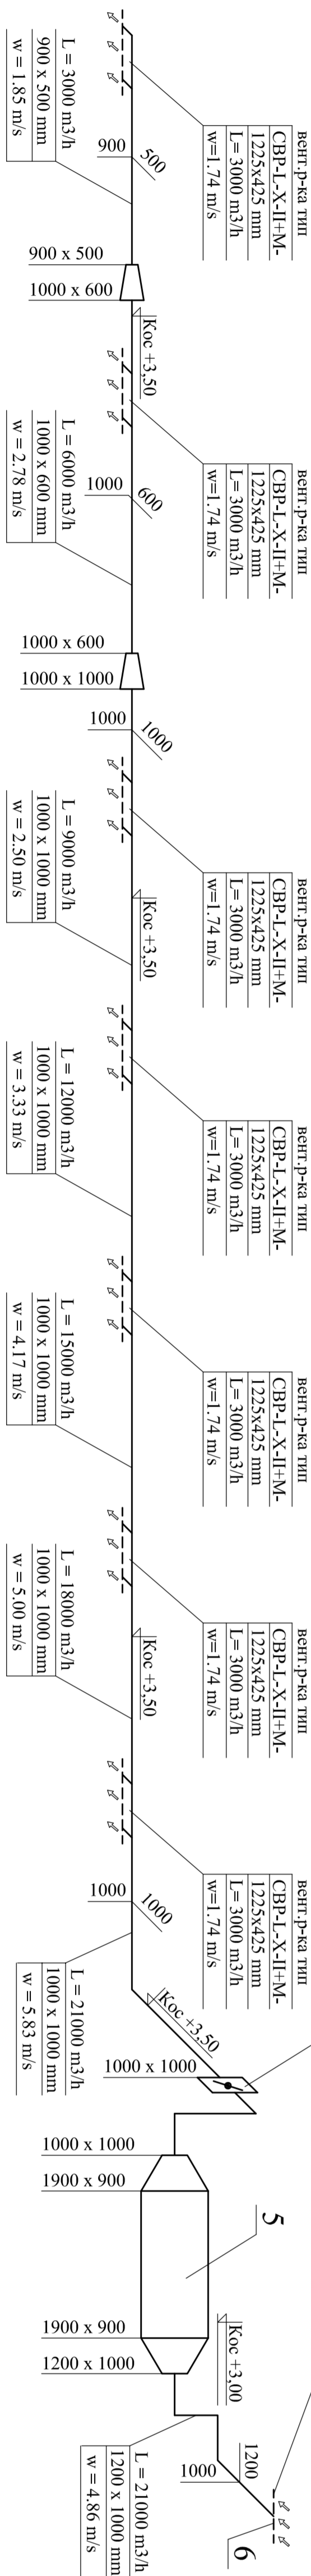 вент.р-ка тип
СВР-L-X-II+M-
1225x425 mm
L= 3000 m3/h
w=1.74 m/s
вент.р-ка тип
СВР-L-X-II+M-
1225x425 mm
L= 3000 m3/h
w=1.74 m/s
вент.р-ка тип
СВР-L-X-II+M-
1225x425 mm
L= 3000 m3/h
w=1.74 m/s
вент.р-ка тип
СВР-L-X-II+M-
1225x425 mm
L= 3000 m3/h
w=1.74 m/s
вент.р-ка тип
СВР-L-X-II+M-
1225x425 mm
L= 3000 m3/h
w=1.74 m/s
вент.р-ка тип
СВР-L-X-II+M-
1225x425 mm
L= 3000 m3/h
w=1.74 m/s
вент.р-ка тип
СВР-L-X-II+M-
1225x425 mm
L= 3000 m3/h
w=1.74 m/s
900
500
900 x 500
1000 x 600
Кос +3,50
1000
600
1000 x 600
1000 x 1000
1000
1000
Кос +3,50
Кос +3,50
1000
1000
Кос +3,50
1000 x 1000
1000 x 1000
1900 x 900
5
1900 x 900
1200 x 1000
Кос +3,00
1000
1200
6
L = 3000 m3/h
900 x 500 mm
w = 1.85 m/s
L = 6000 m3/h
1000 x 600 mm
w = 2.78 m/s
L = 9000 m3/h
1000 x 1000 mm
w = 2.50 m/s
L = 12000 m3/h
1000 x 1000 mm
w = 3.33 m/s
L = 15000 m3/h
1000 x 1000 mm
w = 4.17 m/s
L = 18000 m3/h
1000 x 1000 mm
w = 5.00 m/s
L = 21000 m3/h
1000 x 1000 mm
w = 5.83 m/s
L = 21000 m3/h
1200 x 1000 mm
w = 4.86 m/s